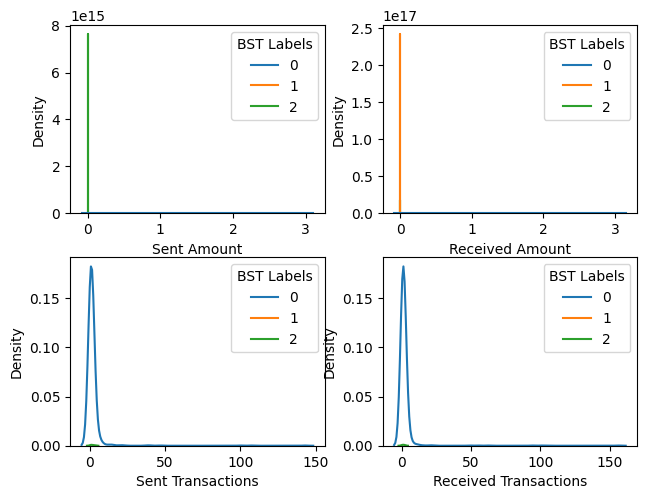 1e15
8
6
4
2
0
Density
BST Labels
0
1
2
0 1 2 3
Sent Amount
1e17
2.5
2.0
1.5
1.0
0.5
0.0
Density
BST Labels
0
1
2
0 1 2 3
Received Amount
0.15
0.10
0.05
0.00
Density
BST Labels
0
1
2
0 50 100 150
Sent Transactions
0.15
0.10
0.05
0.00
Density
BST Labels
0
1
2
0 50 100 150
Received Transactions